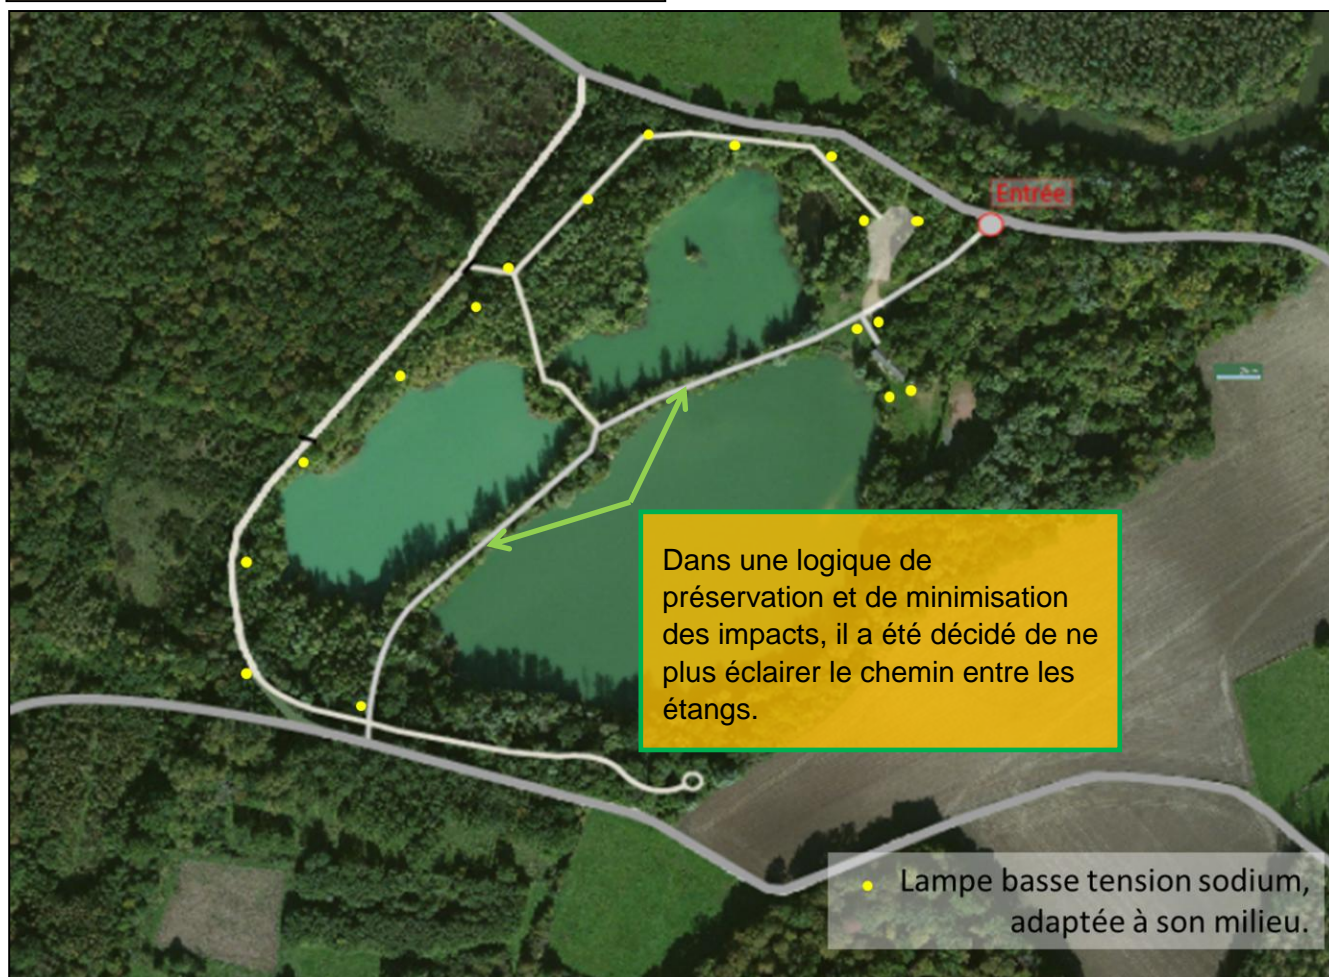 Entrée
Dans une logique de
préservation et de minimisation
des impacts, il a été décidé de ne
plus éclairer le chemin entre les
étangs.
Lampe basse tension sodium,
adaptée à son milieu.